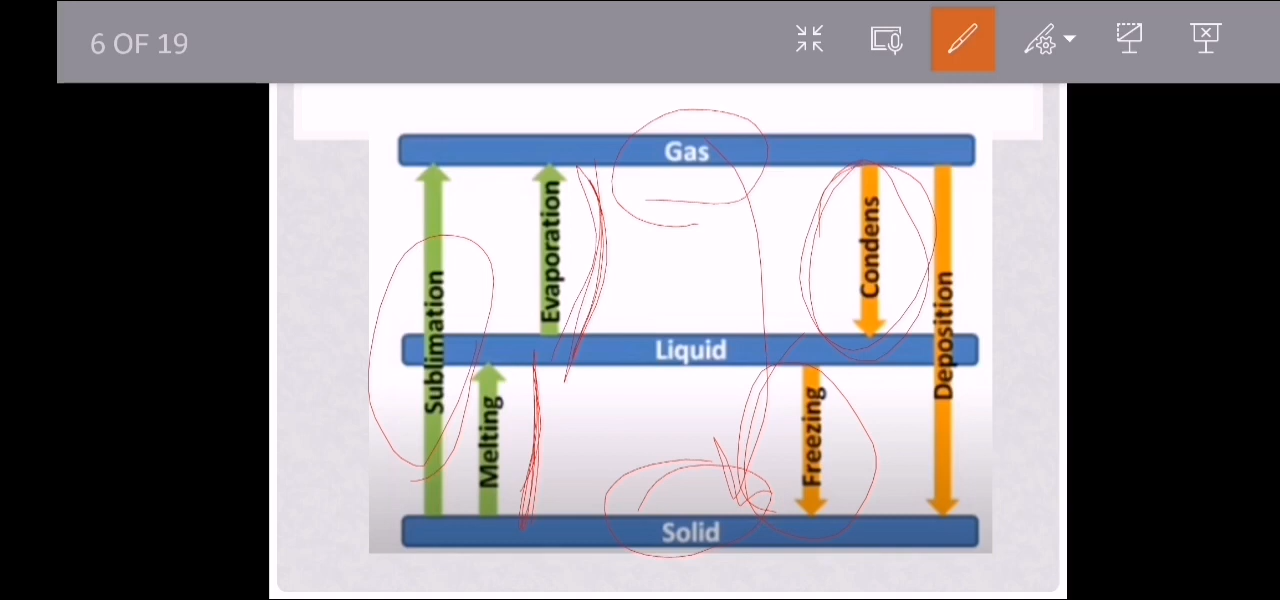 6 OF 19
Gas
Sublimation
Evaporation
Melting
Condens
Deposition
Liquid
Freezing
Solid